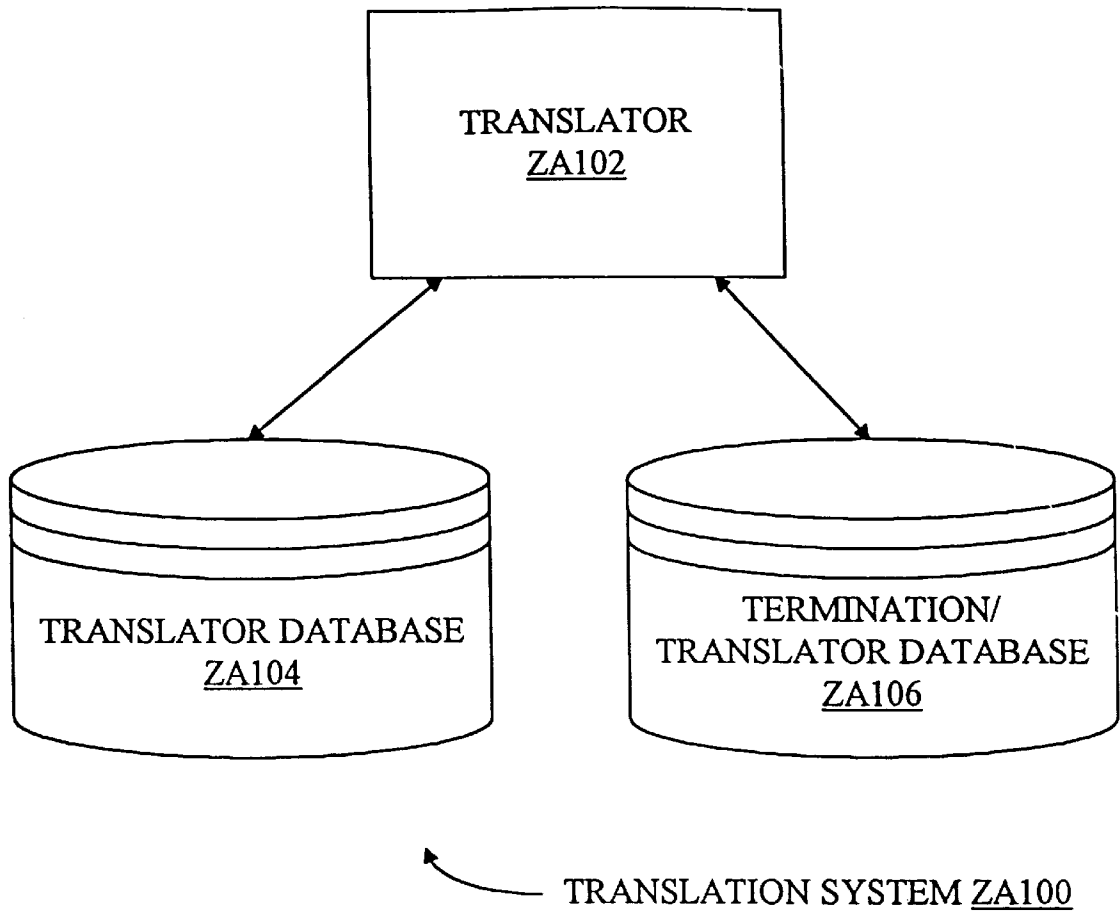 TRANSLATOR
ZA102
TRANSLATOR DATABASE
ZA104
TERMINATION/
TRANSLATOR DATABASE
ZA106
TRANSLATION SYSTEM ZA100